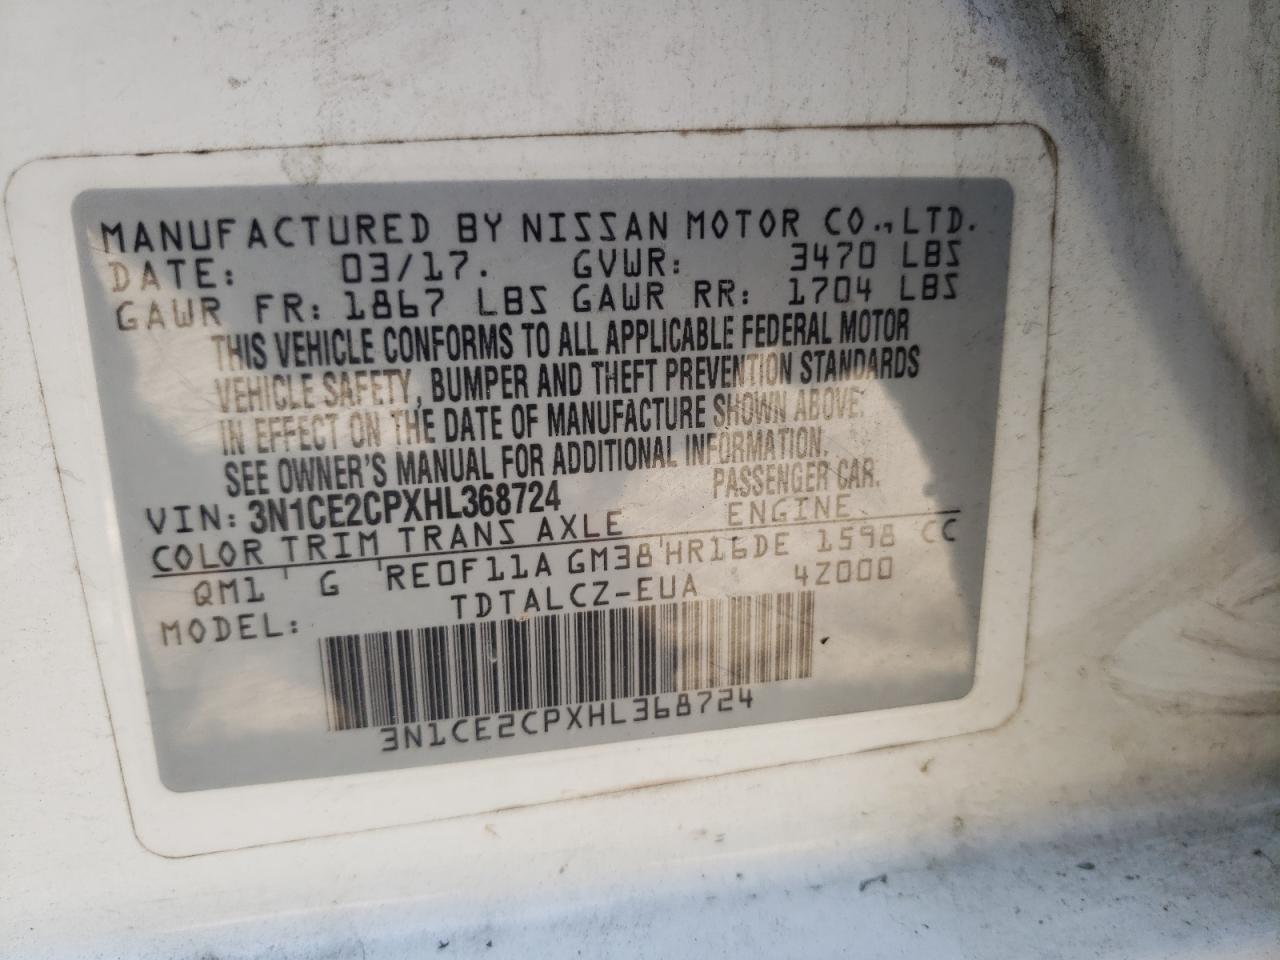 MANUFACTURED BY NISSAN MOTOR CO.,LTD.
DATE: 03/17. GVWR: 3470 LBS
GAWR FR: 1867 LBS GAWR RR: 1704 LBS
THIS VEHICLE CONFORMS TO ALL APPLICABLE FEDERAL MOTOR
VEHICLE SAFETY, BUMPER AND THEFT PREVENTION STANDARDS
IN EFFECT ON THE DATE OF MANUFACTURE SHOWN ABOVE.
SEE OWNER'S MANUAL FOR ADDITIONAL INFORMATION.
VIN: 3N1CE2CPXHL368724 PASSENGER CAR.
COLOR TRIM TRANS AXLE ENGINE
QM1 G RE0F11A GM38 HR16DE 1598 CC
MODEL: TDTALCZ-EUA 4Z000
3N1CE2CPXHL368724